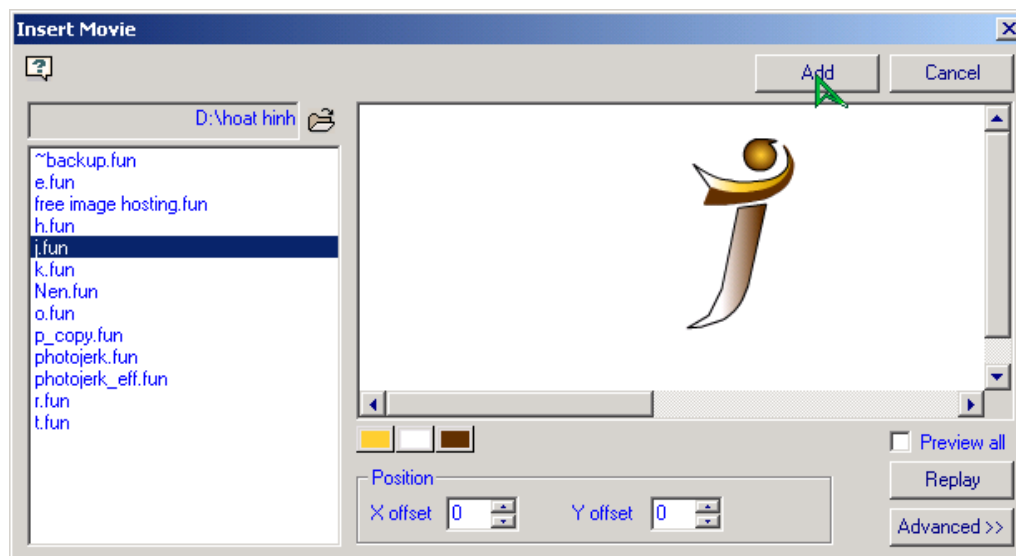 Insert Movie
Add
Cancel
D:\hoat hinh
~backup.fun
e.fun
free image hosting.fun
h.fun
j.fun
k.fun
Nen.fun
o.fun
p_copy.fun
photojerk.fun
photojerk_eff.fun
r.fun
t.fun
Preview all
Position
X offset 0 Y offset 0
Replay
Advanced >>